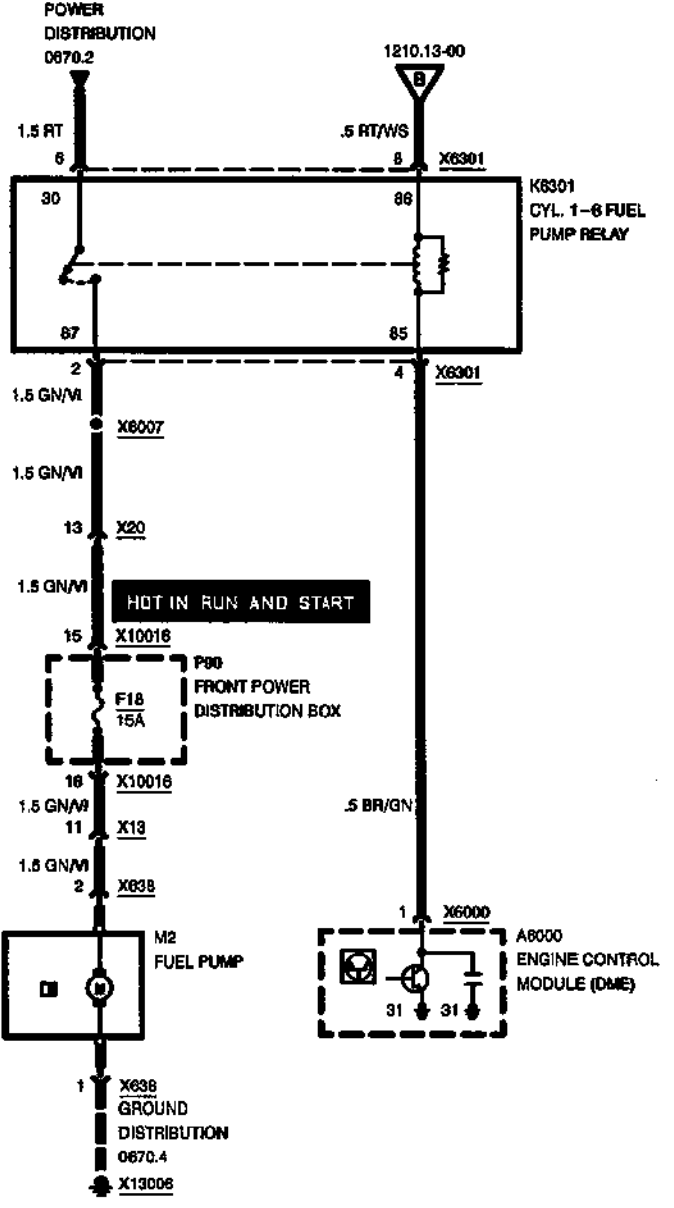 POWER
DISTRIBUTION
0670.2
1210.13-00
B
1.5 RT
.5 RT/WS
6
8
X6301
30
86
K6301
CYL. 1-6 FUEL
PUMP RELAY
87
85
2
4
X6301
1.5 GN/VI
X6007
1.5 GN/VI
13
X20
1.5 GN/VI
HOT IN RUN AND START
15
X10016
P90
FRONT POWER
DISTRIBUTION BOX
F18
15A
16
X10016
1.5 GN/VI
11
X13
.5 BR/GN
1.5 GN/VI
2
X638
1
X6000
M2
FUEL PUMP
M
A6000
ENGINE CONTROL
MODULE (DME)
31
31
1
X638
GROUND
DISTRIBUTION
0670.4
X13006